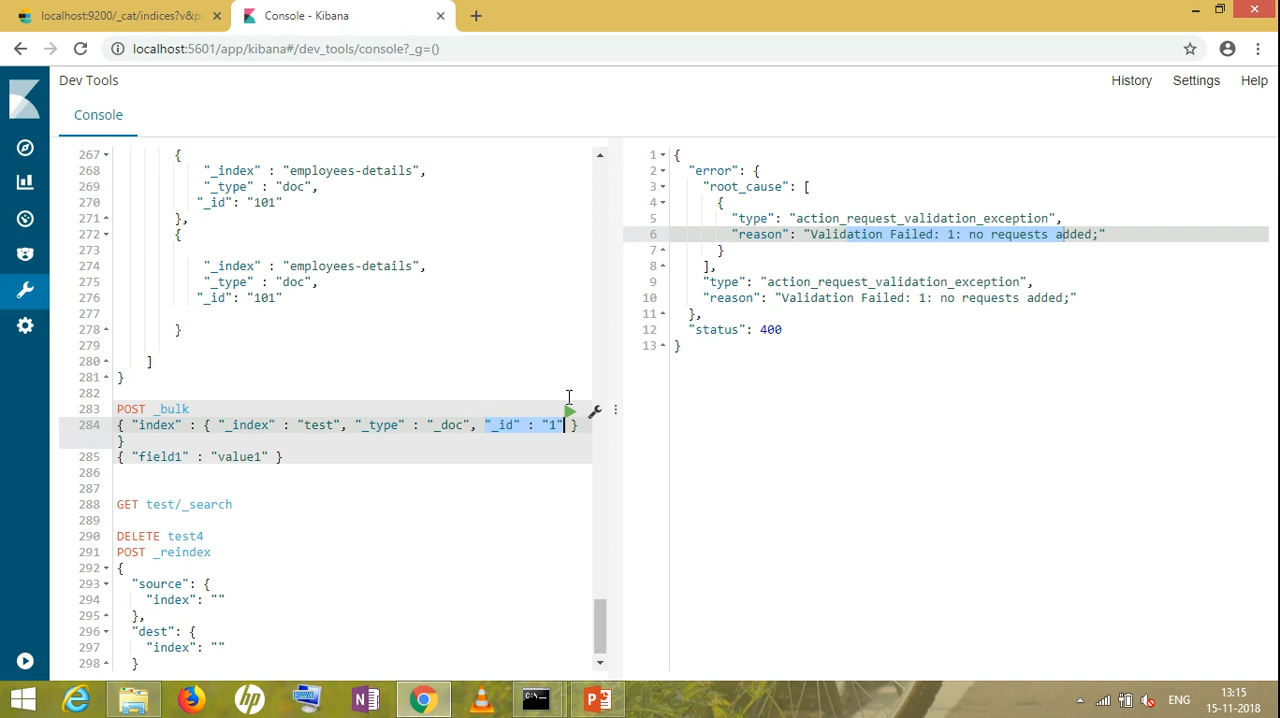 localhost:9200/_cat/indices?v&pr
Console - Kibana
localhost:5601/app/kibana#/dev_tools/console?_g=()
Dev Tools
History
Settings
Help
Console
267 {
268 "_index" : "employees-details",
269 "_type" : "doc",
270 "_id": "101"
271 },
272 {
273
274 "_index" : "employees-details",
275 "_type" : "doc",
276 "_id": "101"
277
278 }
279
280 ]
281 }
282
283 POST _bulk
284 { "index" : { "_index" : "test", "_type" : "_doc", "_id" : "1" }
}
285 { "field1" : "value1" }
286
287
288 GET test/_search
289
290 DELETE test4
291 POST _reindex
292 {
293 "source": {
294 "index": ""
295 },
296 "dest": {
297 "index": ""
298 }
1 {
2 "error": {
3 "root_cause": [
4 {
5 "type": "action_request_validation_exception",
6 "reason": "Validation Failed: 1: no requests added;"
7 }
8 ],
9 "type": "action_request_validation_exception",
10 "reason": "Validation Failed: 1: no requests added;"
11 },
12 "status": 400
13 }
ENG
13:15
15-11-2018